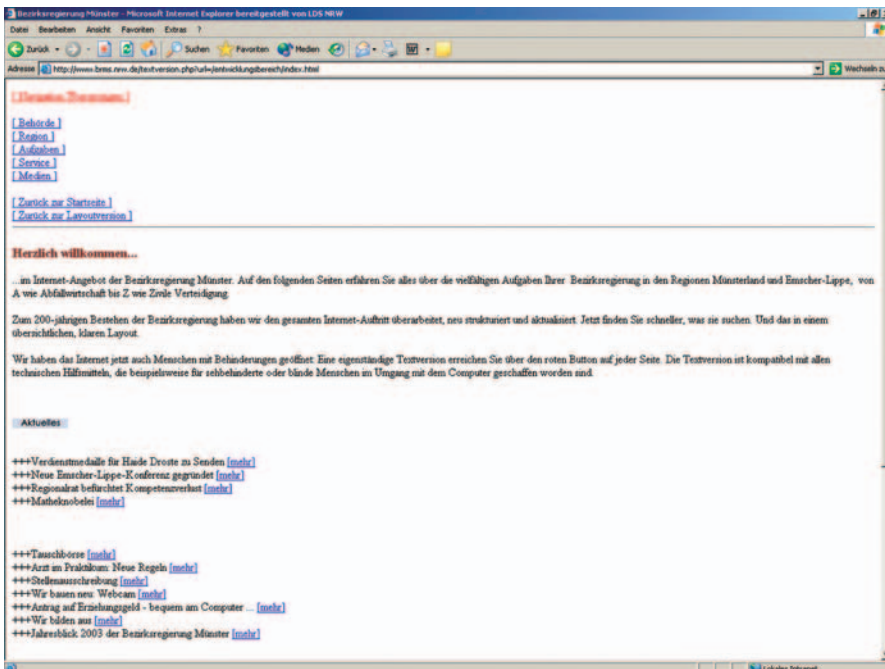 Bezirksregierung Münster - Microsoft Internet Explorer bereitgestellt von LDS NRW
Datei Bearbeiten Ansicht Favoriten Extras ?
Zurück Suchen Favoriten Medien
Adresse http://www.brms.nrw.de/textversion.php?url=/entwicklungsbereich/index.html Wechseln zu
[ Behörde ]
[ Region ]
[ Aufgaben ]
[ Service ]
[ Medien ]
[ Zurück zur Startseite ]
[ Zurück zur Layoutversion ]
Herzlich willkommen...
...im Internet-Angebot der Bezirksregierung Münster. Auf den folgenden Seiten erfahren Sie alles über die vielfältigen Aufgaben Ihrer Bezirksregierung in den Regionen Münsterland und Emscher-Lippe, von
A wie Abfallwirtschaft bis Z wie Zivile Verteidigung.
Zum 200-jährigen Bestehen der Bezirksregierung haben wir den gesamten Internet-Auftritt überarbeitet, neu strukturiert und aktualisiert. Jetzt finden Sie schneller, was sie suchen. Und das in einem
übersichtlichen, klaren Layout.
Wir haben das Internet jetzt auch Menschen mit Behinderungen geöffnet: Eine eigenständige Textversion erreichen Sie über den roten Button auf jeder Seite. Die Textversion ist kompatibel mit allen
technischen Hilfsmitteln, die beispielsweise für sehbehinderte oder blinde Menschen im Umgang mit dem Computer geschaffen worden sind.
Aktuelles
+++Verdienstmedaille für Haide Droste zu Senden [mehr]
+++Neue Emscher-Lippe-Konferenz gegründet [mehr]
+++Regionalrat befürchtet Kompetenzverlust [mehr]
+++Matheknobelei [mehr]
+++Tauschbörse [mehr]
+++Arzt im Praktikum: Neue Regeln [mehr]
+++Stellenausschreibung [mehr]
+++Wir bauen neu: Webcam [mehr]
+++Antrag auf Erziehungsgeld - bequem am Computer ... [mehr]
+++Wir bilden aus [mehr]
+++Jahresblick 2003 der Bezirksregierung Münster [mehr]
Lokales Intranet